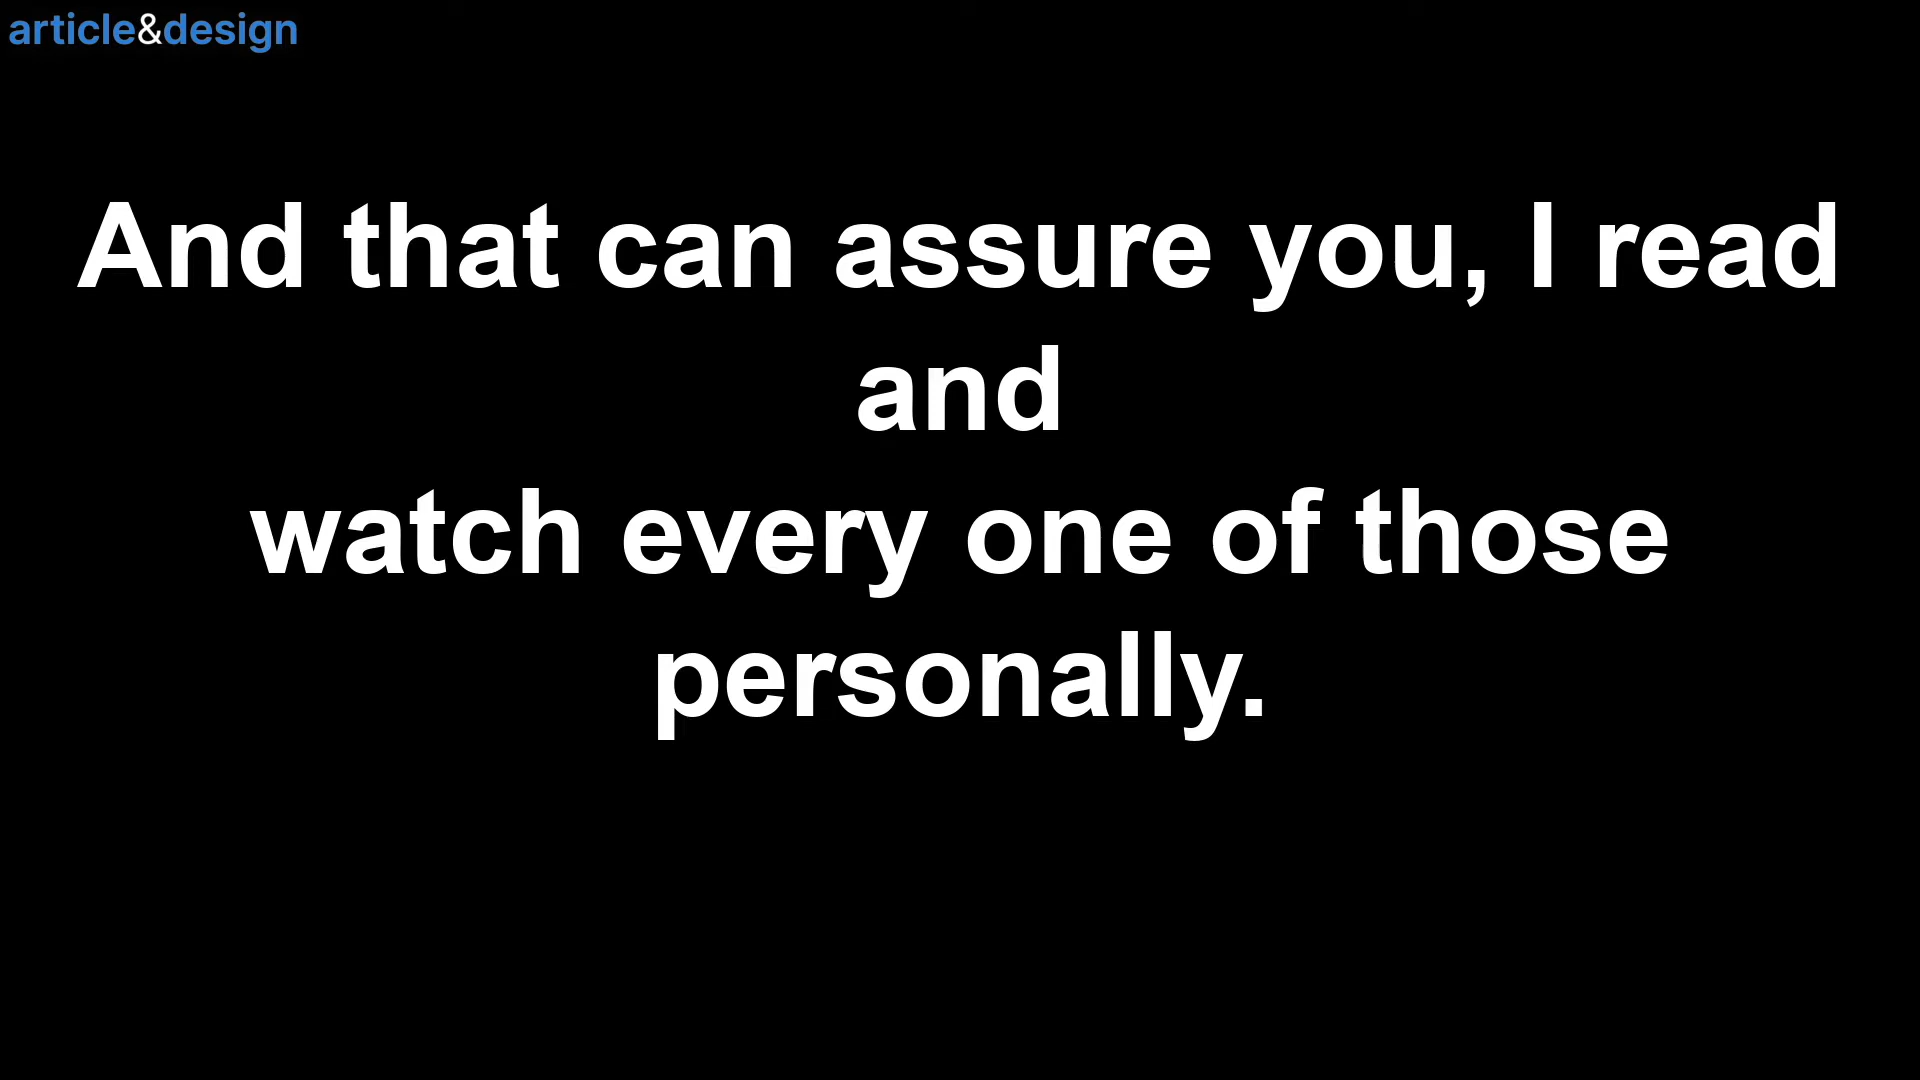 article&design
And that can assure you, I read
and
watch every one of those
personally.